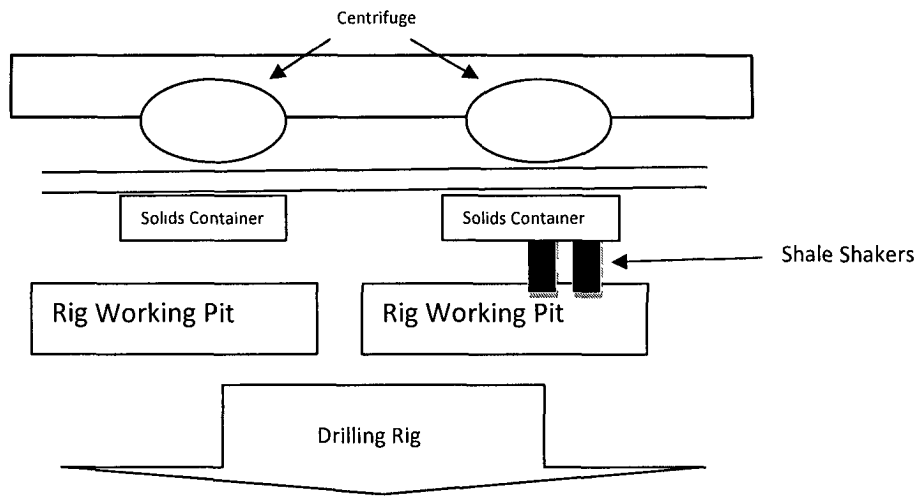 Centrifuge
Solids Container
Solids Container
Shale Shakers
Rig Working Pit
Rig Working Pit
Drilling Rig